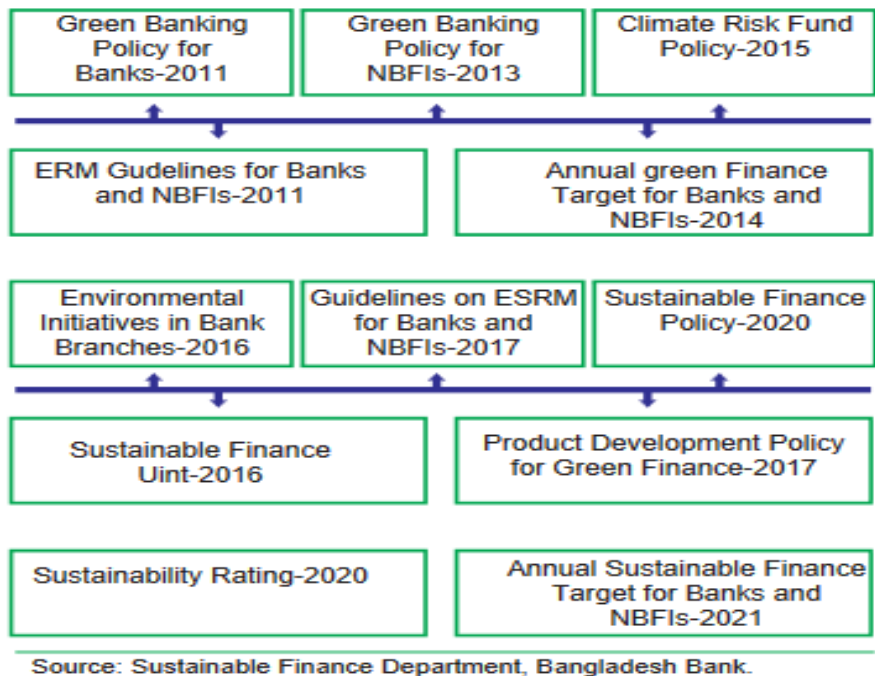 Green Banking
Policy for
Banks-2011
Green Banking
Policy for
NBFIs-2013
Climate Risk Fund
Policy-2015
ERM Gudelines for Banks
and NBFIs-2011
Annual green Finance
Target for Banks and
NBFIs-2014
Environmental
Initiatives in Bank
Branches-2016
Guidelines on ESRM
for Banks and
NBFIs-2017
Sustainable Finance
Policy-2020
Sustainable Finance
Uint-2016
Product Development Policy
for Green Finance-2017
Sustainability Rating-2020
Annual Sustainable Finance
Target for Banks and
NBFIs-2021
Source: Sustainable Finance Department, Bangladesh Bank.